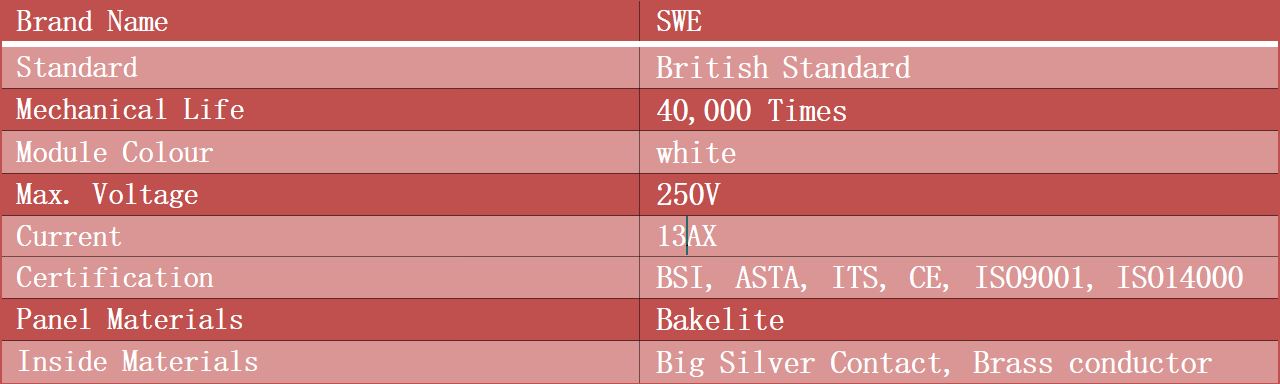 Brand Name SWE
Standard British Standard
Mechanical Life 40,000 Times
Module Colour white
Max. Voltage 250V
Current 13AX
Certification BSI, ASTA, ITS, CE, ISO9001, ISO14000
Panel Materials Bakelite
Inside Materials Big Silver Contact, Brass conductor